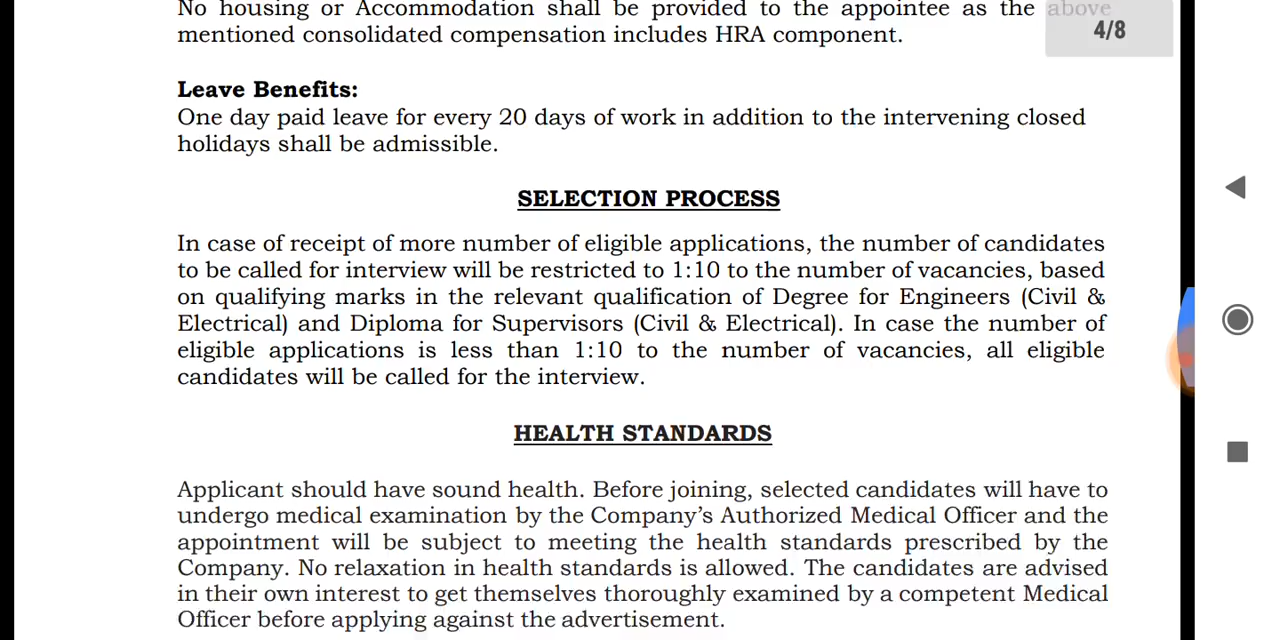 No housing or Accommodation shall be provided to the appointee as the above
mentioned consolidated compensation includes HRA component.
4/8
Leave Benefits:
One day paid leave for every 20 days of work in addition to the intervening closed
holidays shall be admissible.
SELECTION PROCESS
In case of receipt of more number of eligible applications, the number of candidates
to be called for interview will be restricted to 1:10 to the number of vacancies, based
on qualifying marks in the relevant qualification of Degree for Engineers (Civil &
Electrical) and Diploma for Supervisors (Civil & Electrical). In case the number of
eligible applications is less than 1:10 to the number of vacancies, all eligible
candidates will be called for the interview.
HEALTH STANDARDS
Applicant should have sound health. Before joining, selected candidates will have to
undergo medical examination by the Company's Authorized Medical Officer and the
appointment will be subject to meeting the health standards prescribed by the
Company. No relaxation in health standards is allowed. The candidates are advised
in their own interest to get themselves thoroughly examined by a competent Medical
Officer before applying against the advertisement.